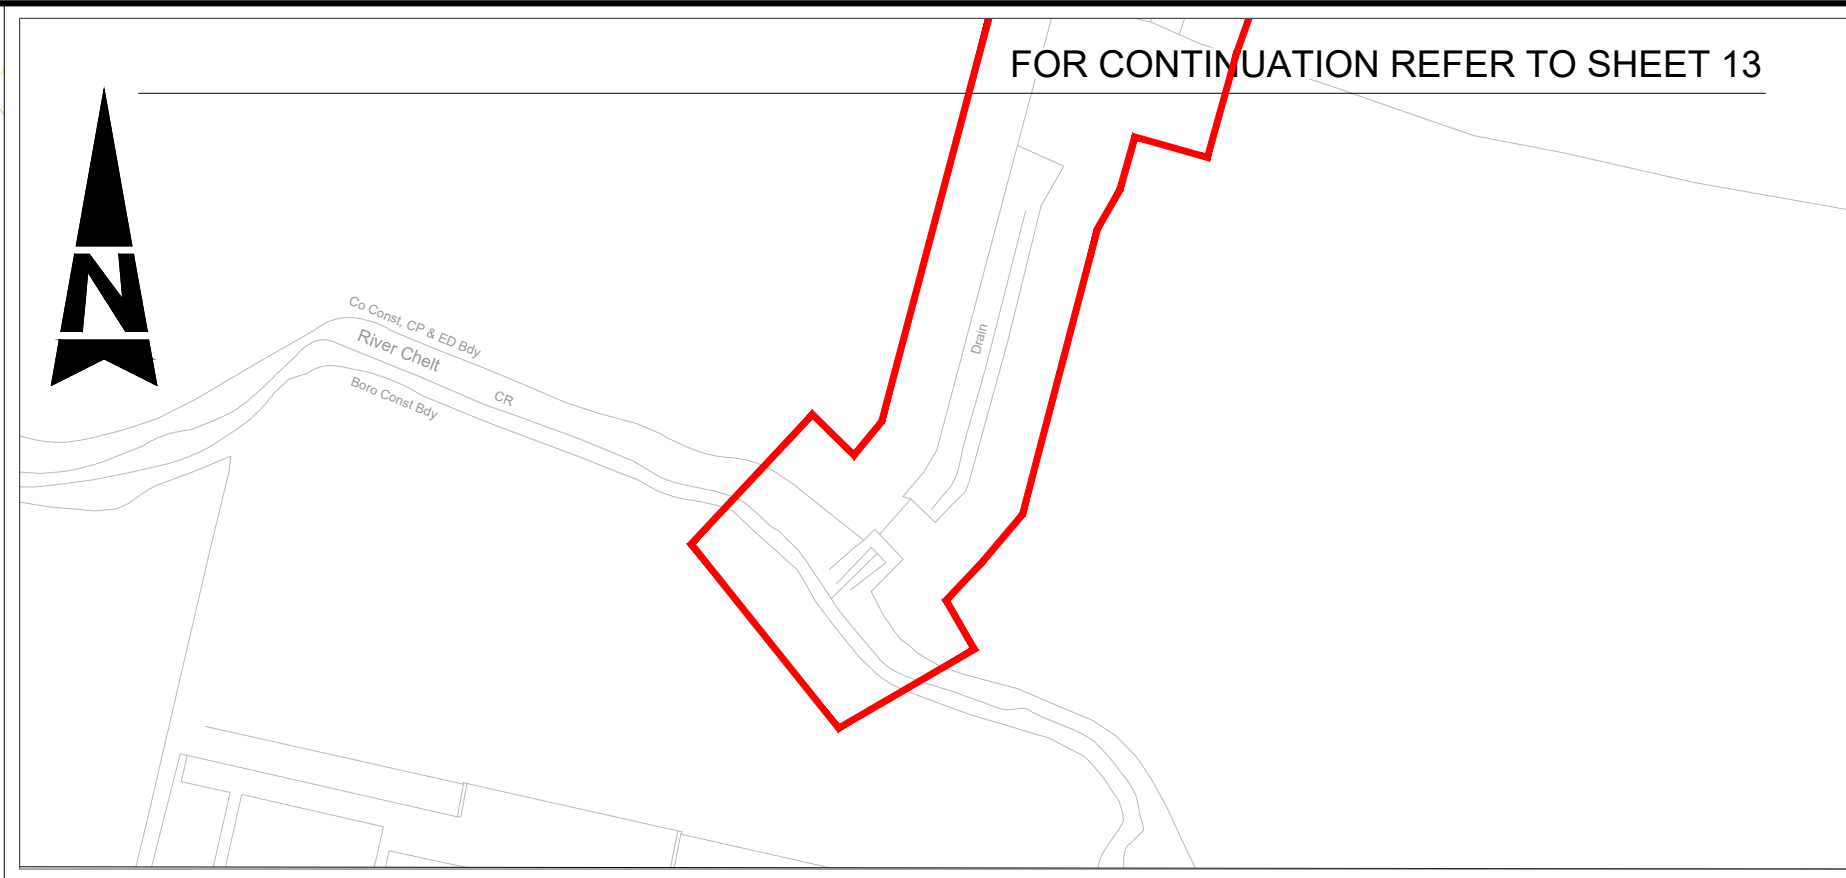 FOR CONTINUATION REFER TO SHEET 13
N
Co Const, CP & ED Bdy
River Chelt
CR
Boro Const Bdy
Drain